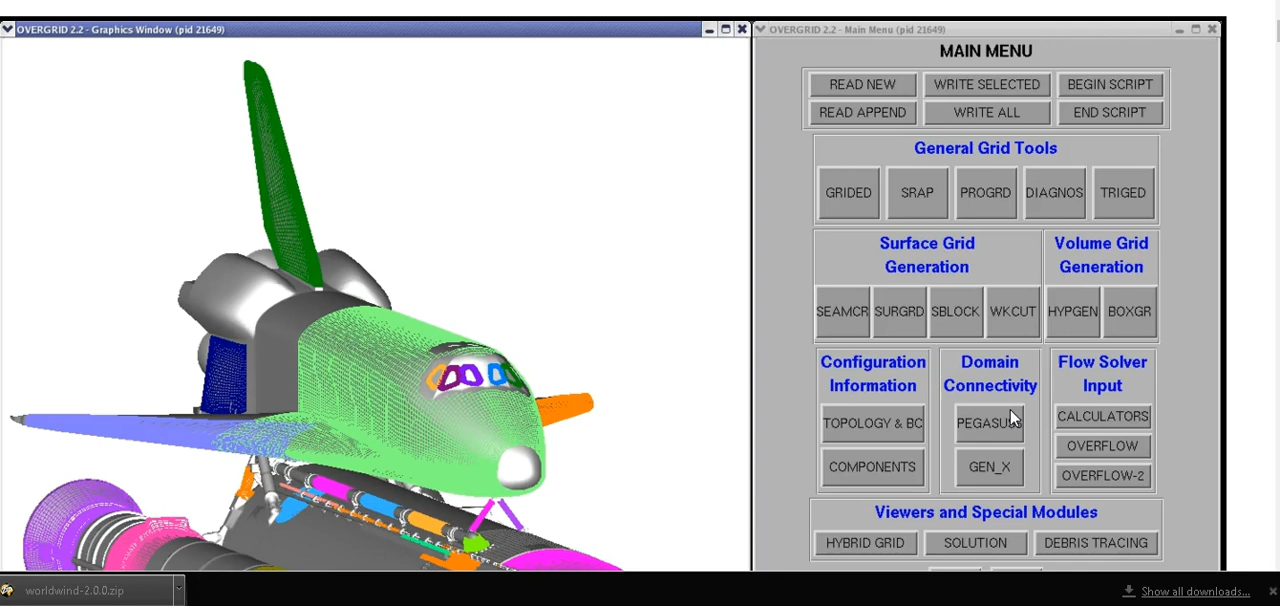 OVERGRID 2.2 - Graphics Window (pid 21649)
OVERGRID 2.2 - Main Menu (pid 21649)
MAIN MENU
READ NEW WRITE SELECTED BEGIN SCRIPT
READ APPEND WRITE ALL END SCRIPT
General Grid Tools
GRIDED SRAP PROGRD DIAGNOS TRIGED
Surface Grid
Generation
Volume Grid
Generation
SEAMCR SURGRD SBLOCK WKCUT HYPGEN BOXGR
Configuration
Information
TOPOLOGY & BC
COMPONENTS
Domain
Connectivity
GEN_X
Flow Solver
Input
CALCULATORS
OVERFLOW
OVERFLOW-2
Viewers and Special Modules
HYBRID GRID SOLUTION DEBRIS TRACING
worldwind-2.0.0.zip
Show all downloads...